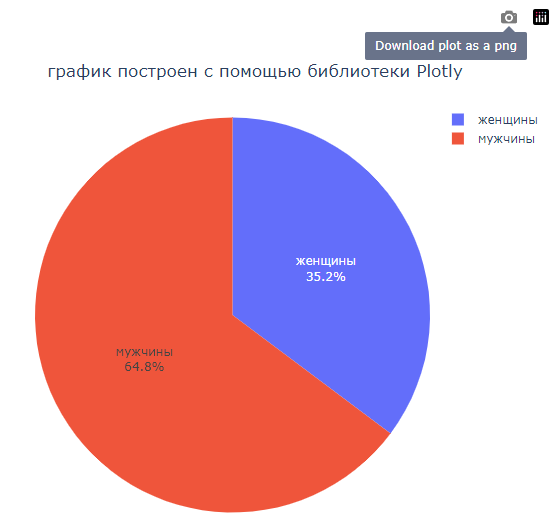 Download plot as a png
график построен с помощью библиотеки Plotly
женщины
мужчины
женщины
35.2%
мужчины
64.8%